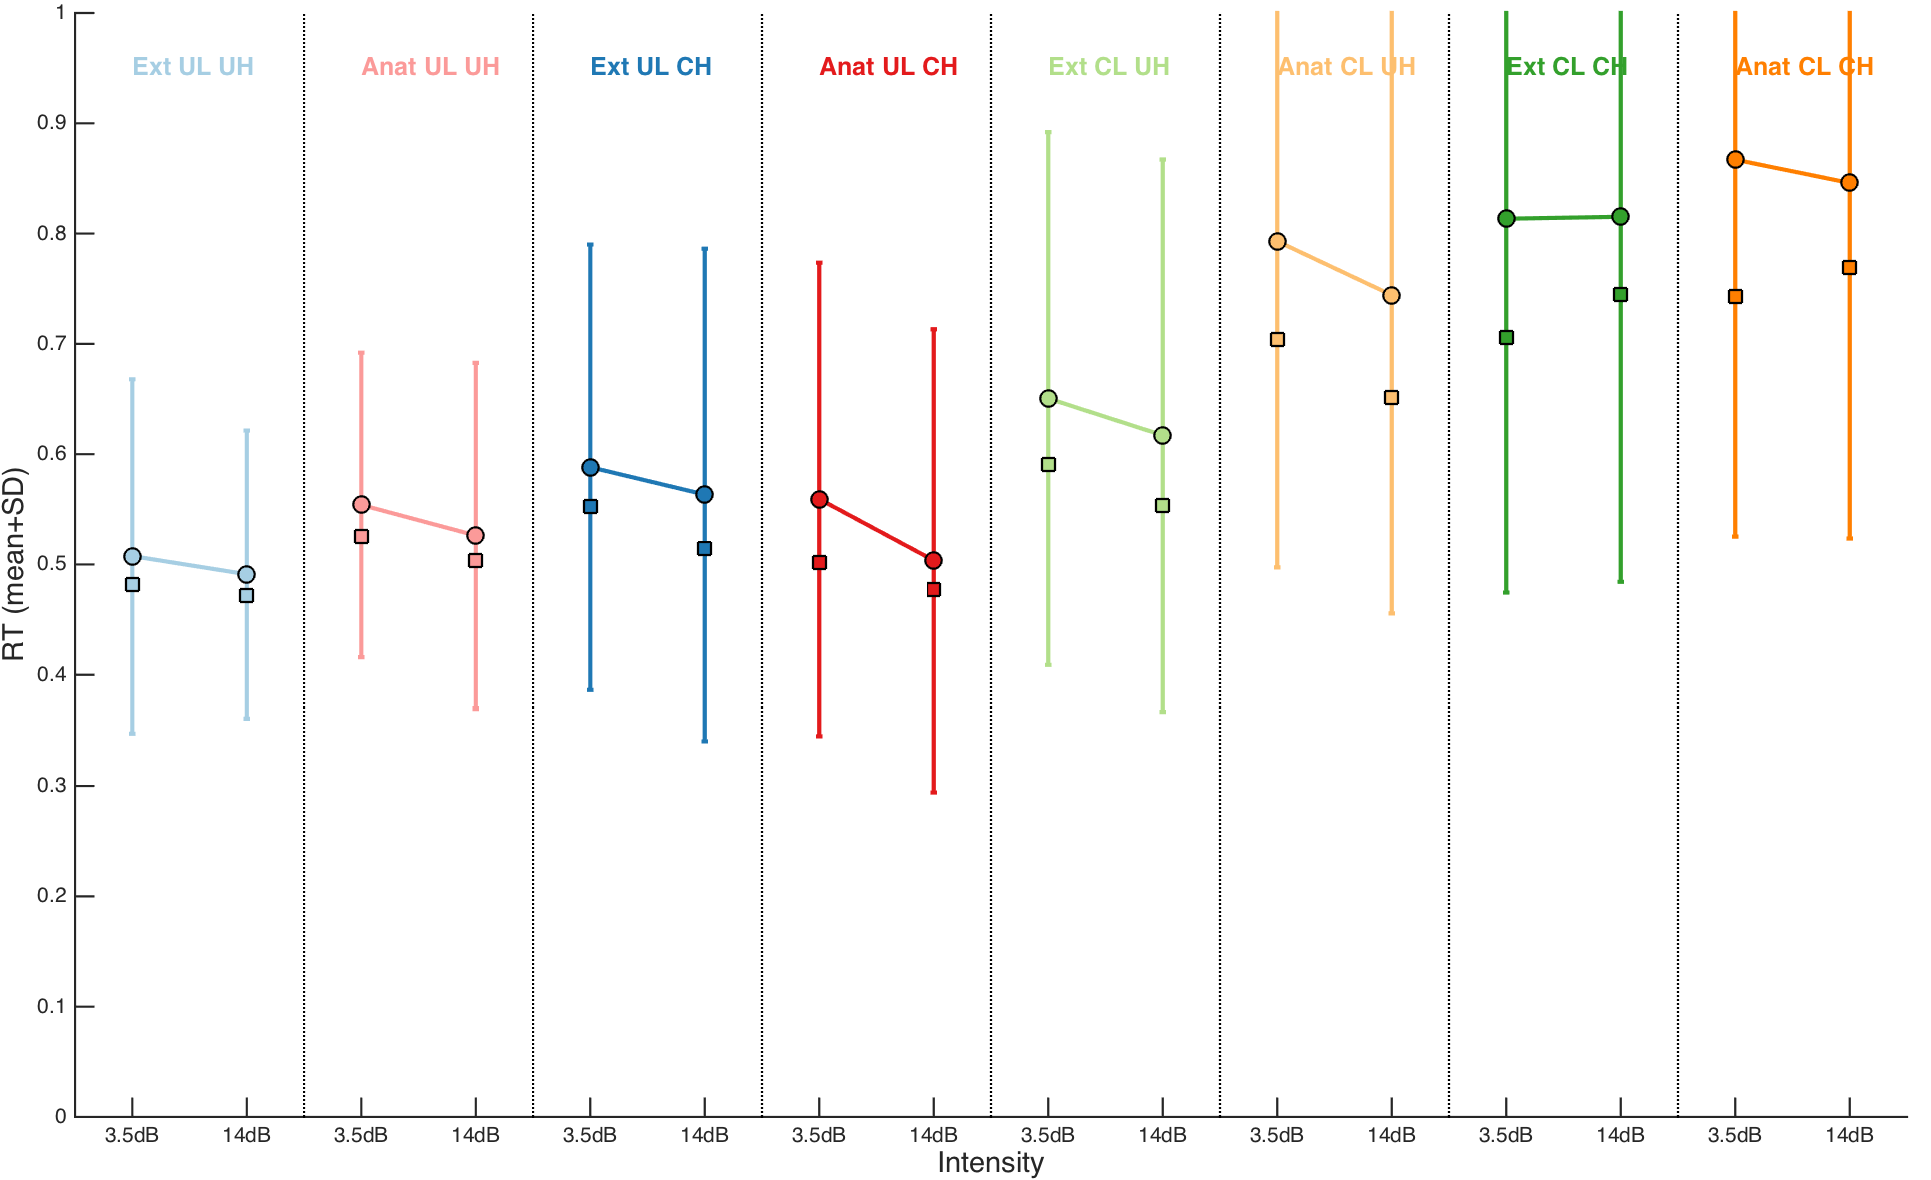 Ext UL UH
Anat UL UH
Ext UL CH
Anat UL CH
Ext CL UH
Anat CL UH
Ext CL CH
Anat CL CH
RT (mean+SD)
1
0.9
0.8
0.7
0.6
0.5
0.4
0.3
0.2
0.1
0
3.5dB 14dB 3.5dB 14dB 3.5dB 14dB 3.5dB 14dB 3.5dB 14dB 3.5dB 14dB 3.5dB 14dB 3.5dB 14dB
Intensity